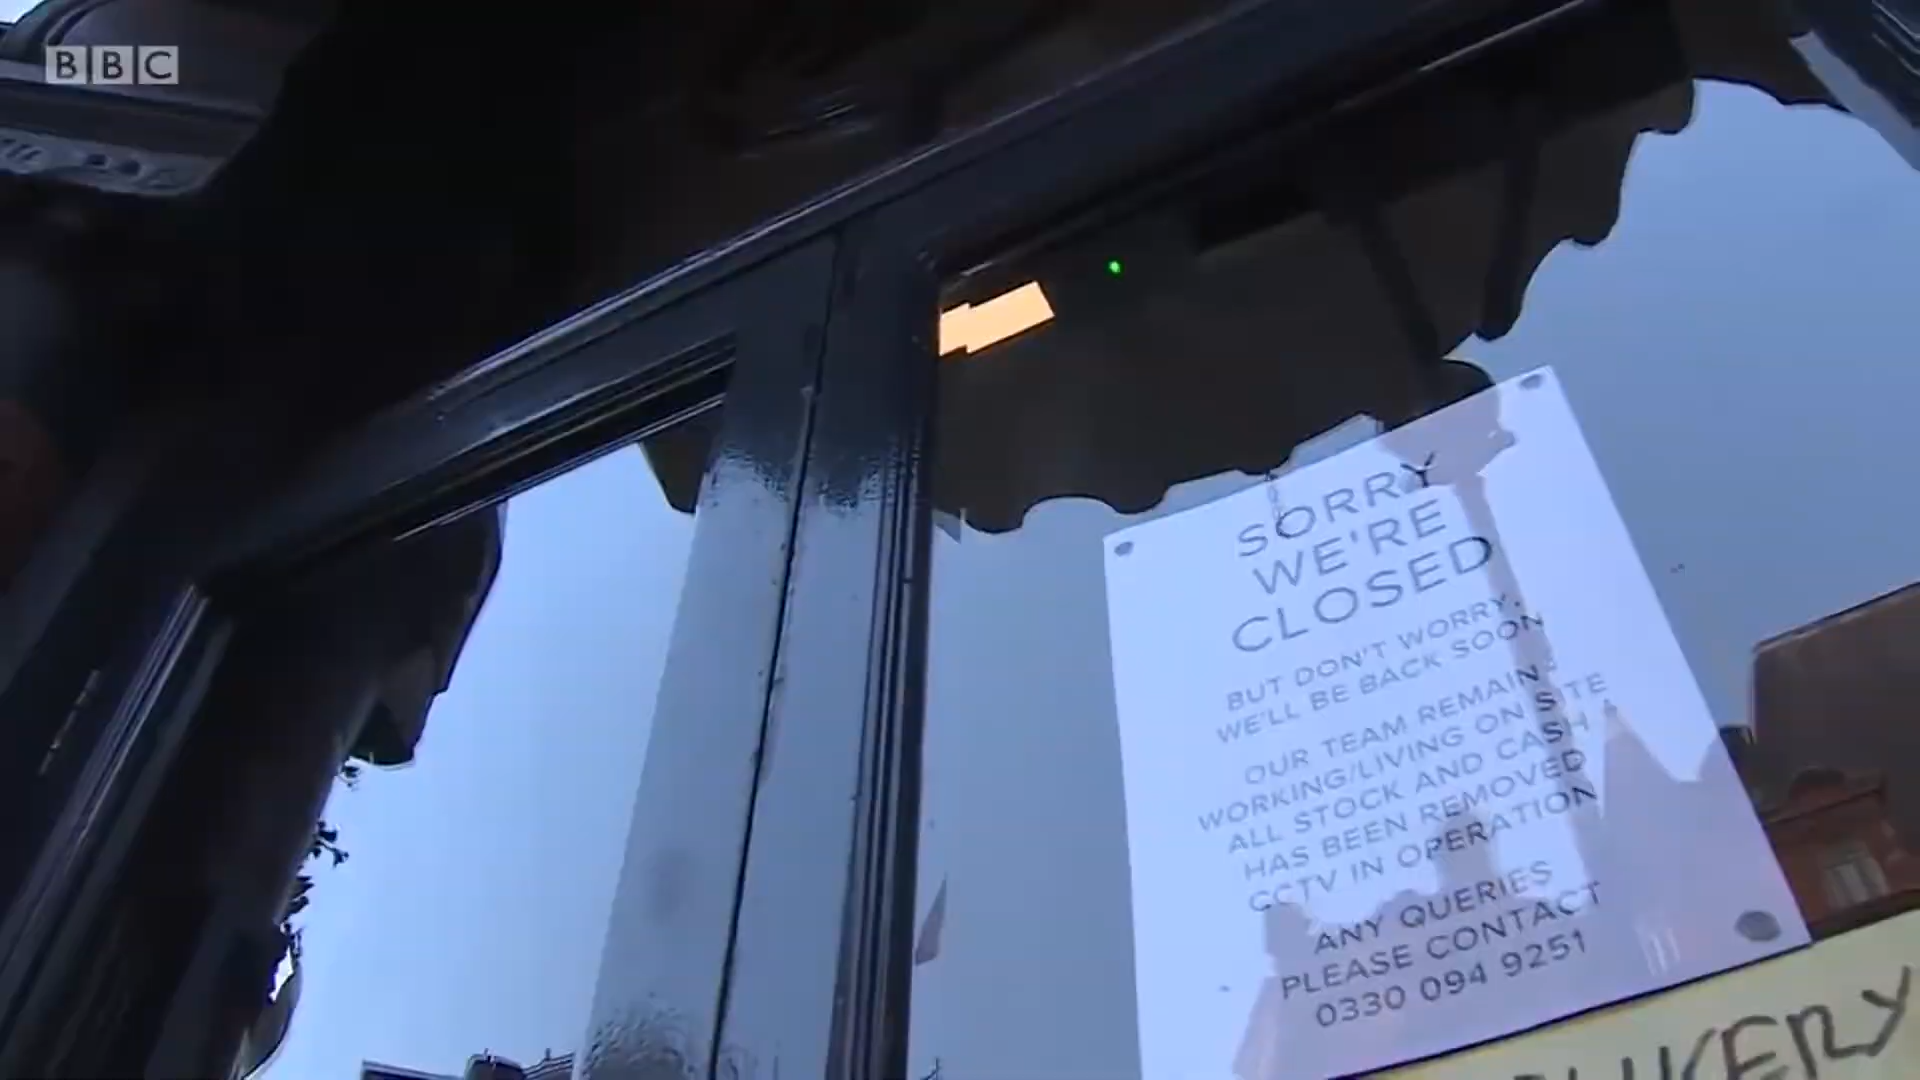 BBC
SORRY
WE'RE
CLOSED
BUT DON'T WORRY,
WE'LL BE BACK SOON
OUR TEAM REMAIN
WORKING/LIVING ON SITE
ALL STOCK AND CASH
HAS BEEN REMOVED
CCTV IN OPERATION
ANY QUERIES
PLEASE CONTACT
0330 094 9251